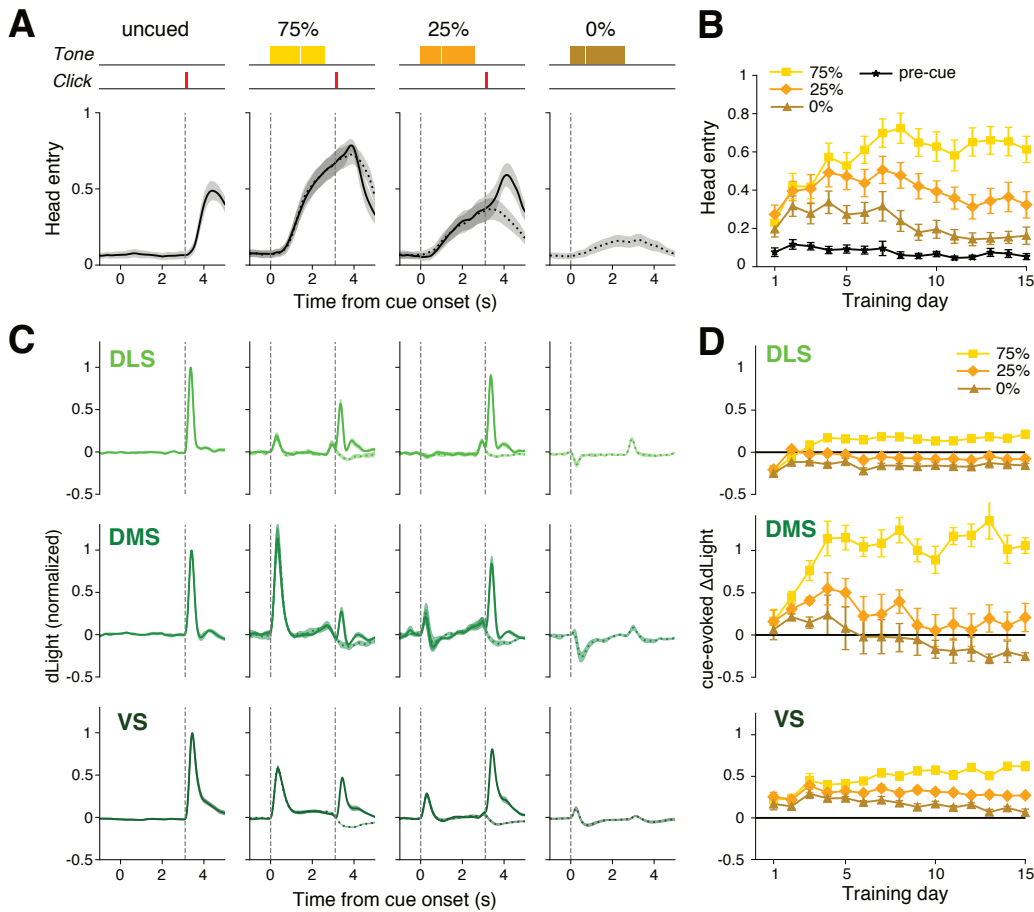 A
uncued 75% 25% 0%
Tone
Click
Head entry
1
0.5
0
0 2 4 0 2 4 0 2 4 0 2 4
Time from cue onset (s)
B
75%
25%
0%
pre-cue
Head entry
1
0.8
0.6
0.4
0.2
0
1 5 10 15
Training day
C
DLS
1
0.5
0
-0.5
DMS
1
0.5
0
-0.5
VS
1
0.5
0
-0.5
dLight (normalized)
0 2 4 0 2 4 0 2 4 0 2 4
Time from cue onset (s)
D
DLS
75%
25%
0%
1
0.5
0
-0.5
DMS
1
0.5
0
-0.5
VS
1
0.5
0
-0.5
cue-evoked ΔdLight
1 5 10 15
Training day